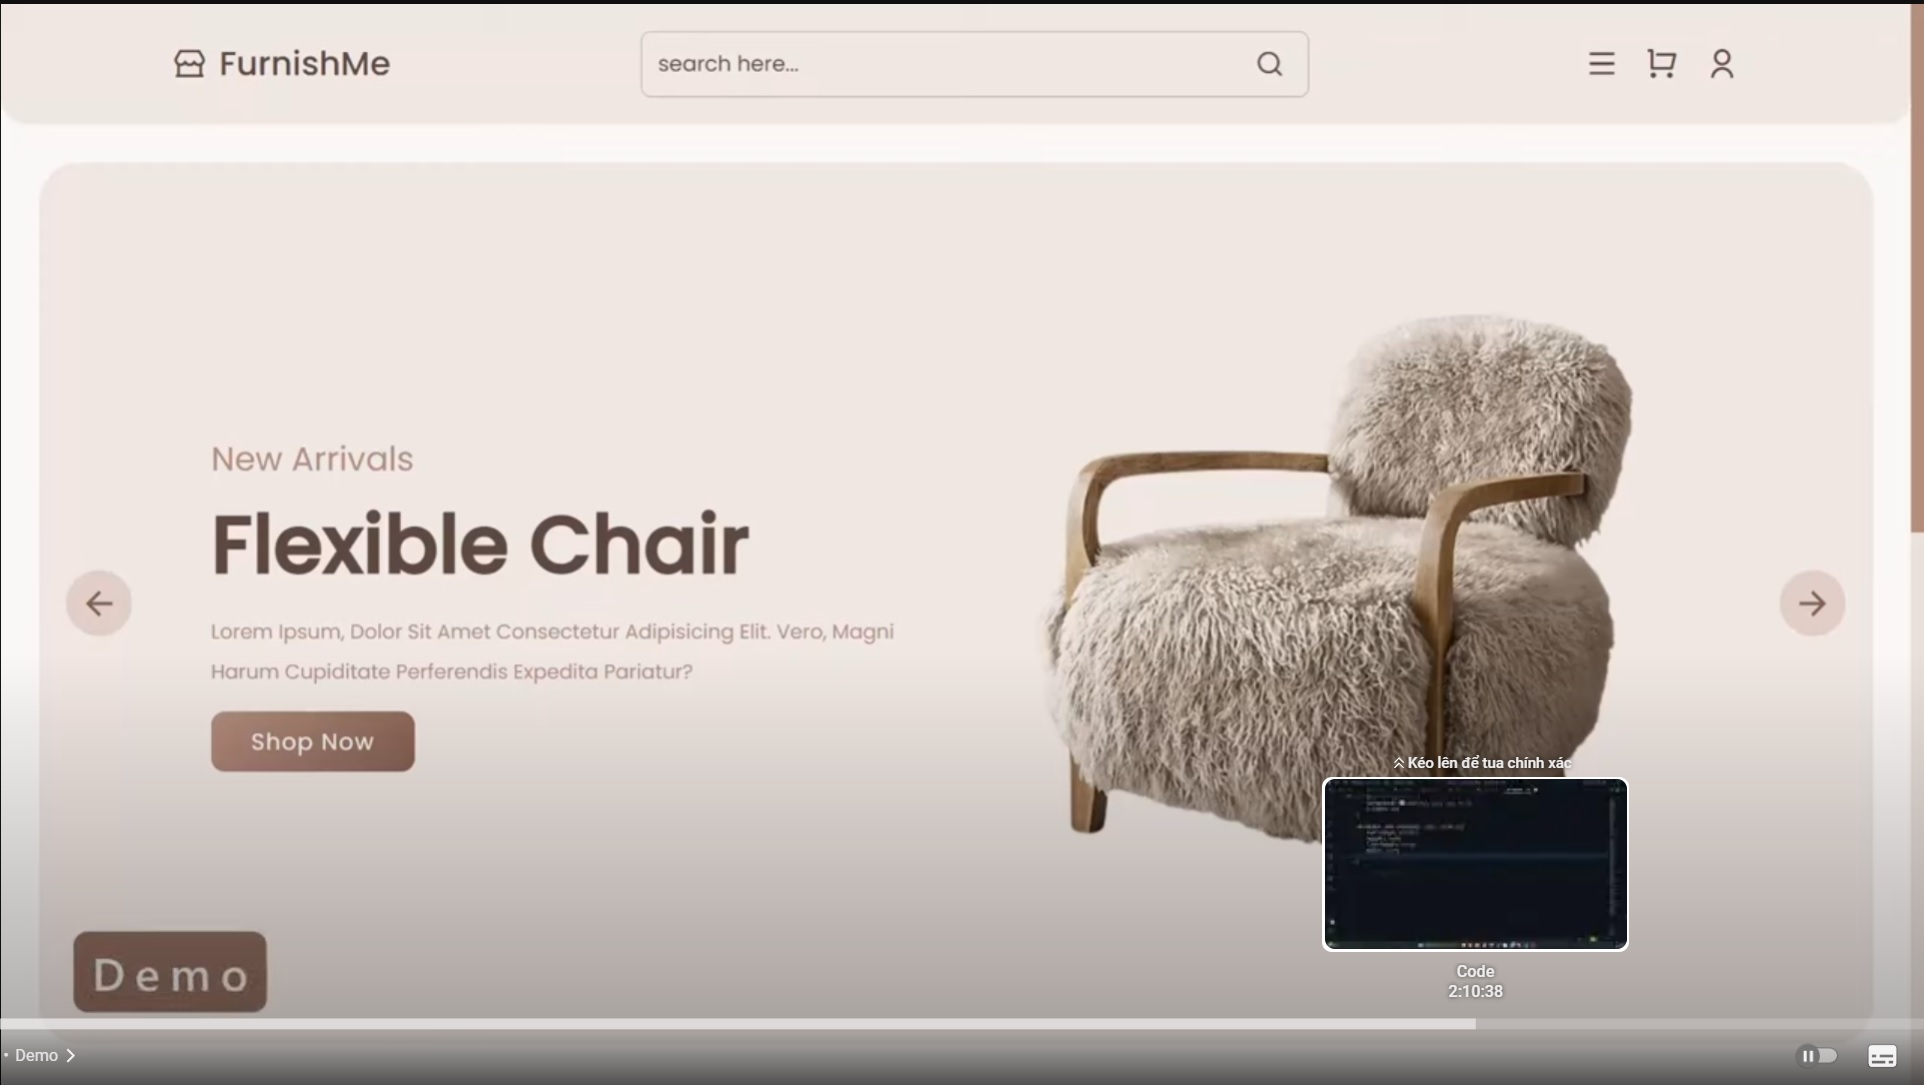 FurnishMe
search here...
New Arrivals
Flexible Chair
Lorem Ipsum, Dolor Sit Amet Consectetur Adipisicing Elit. Vero, Magni
Harum Cupiditate Perferendis Expedita Pariatur?
Shop Now
Kéo lên để tua chính xác
Code
2:10:38
Demo
• Demo